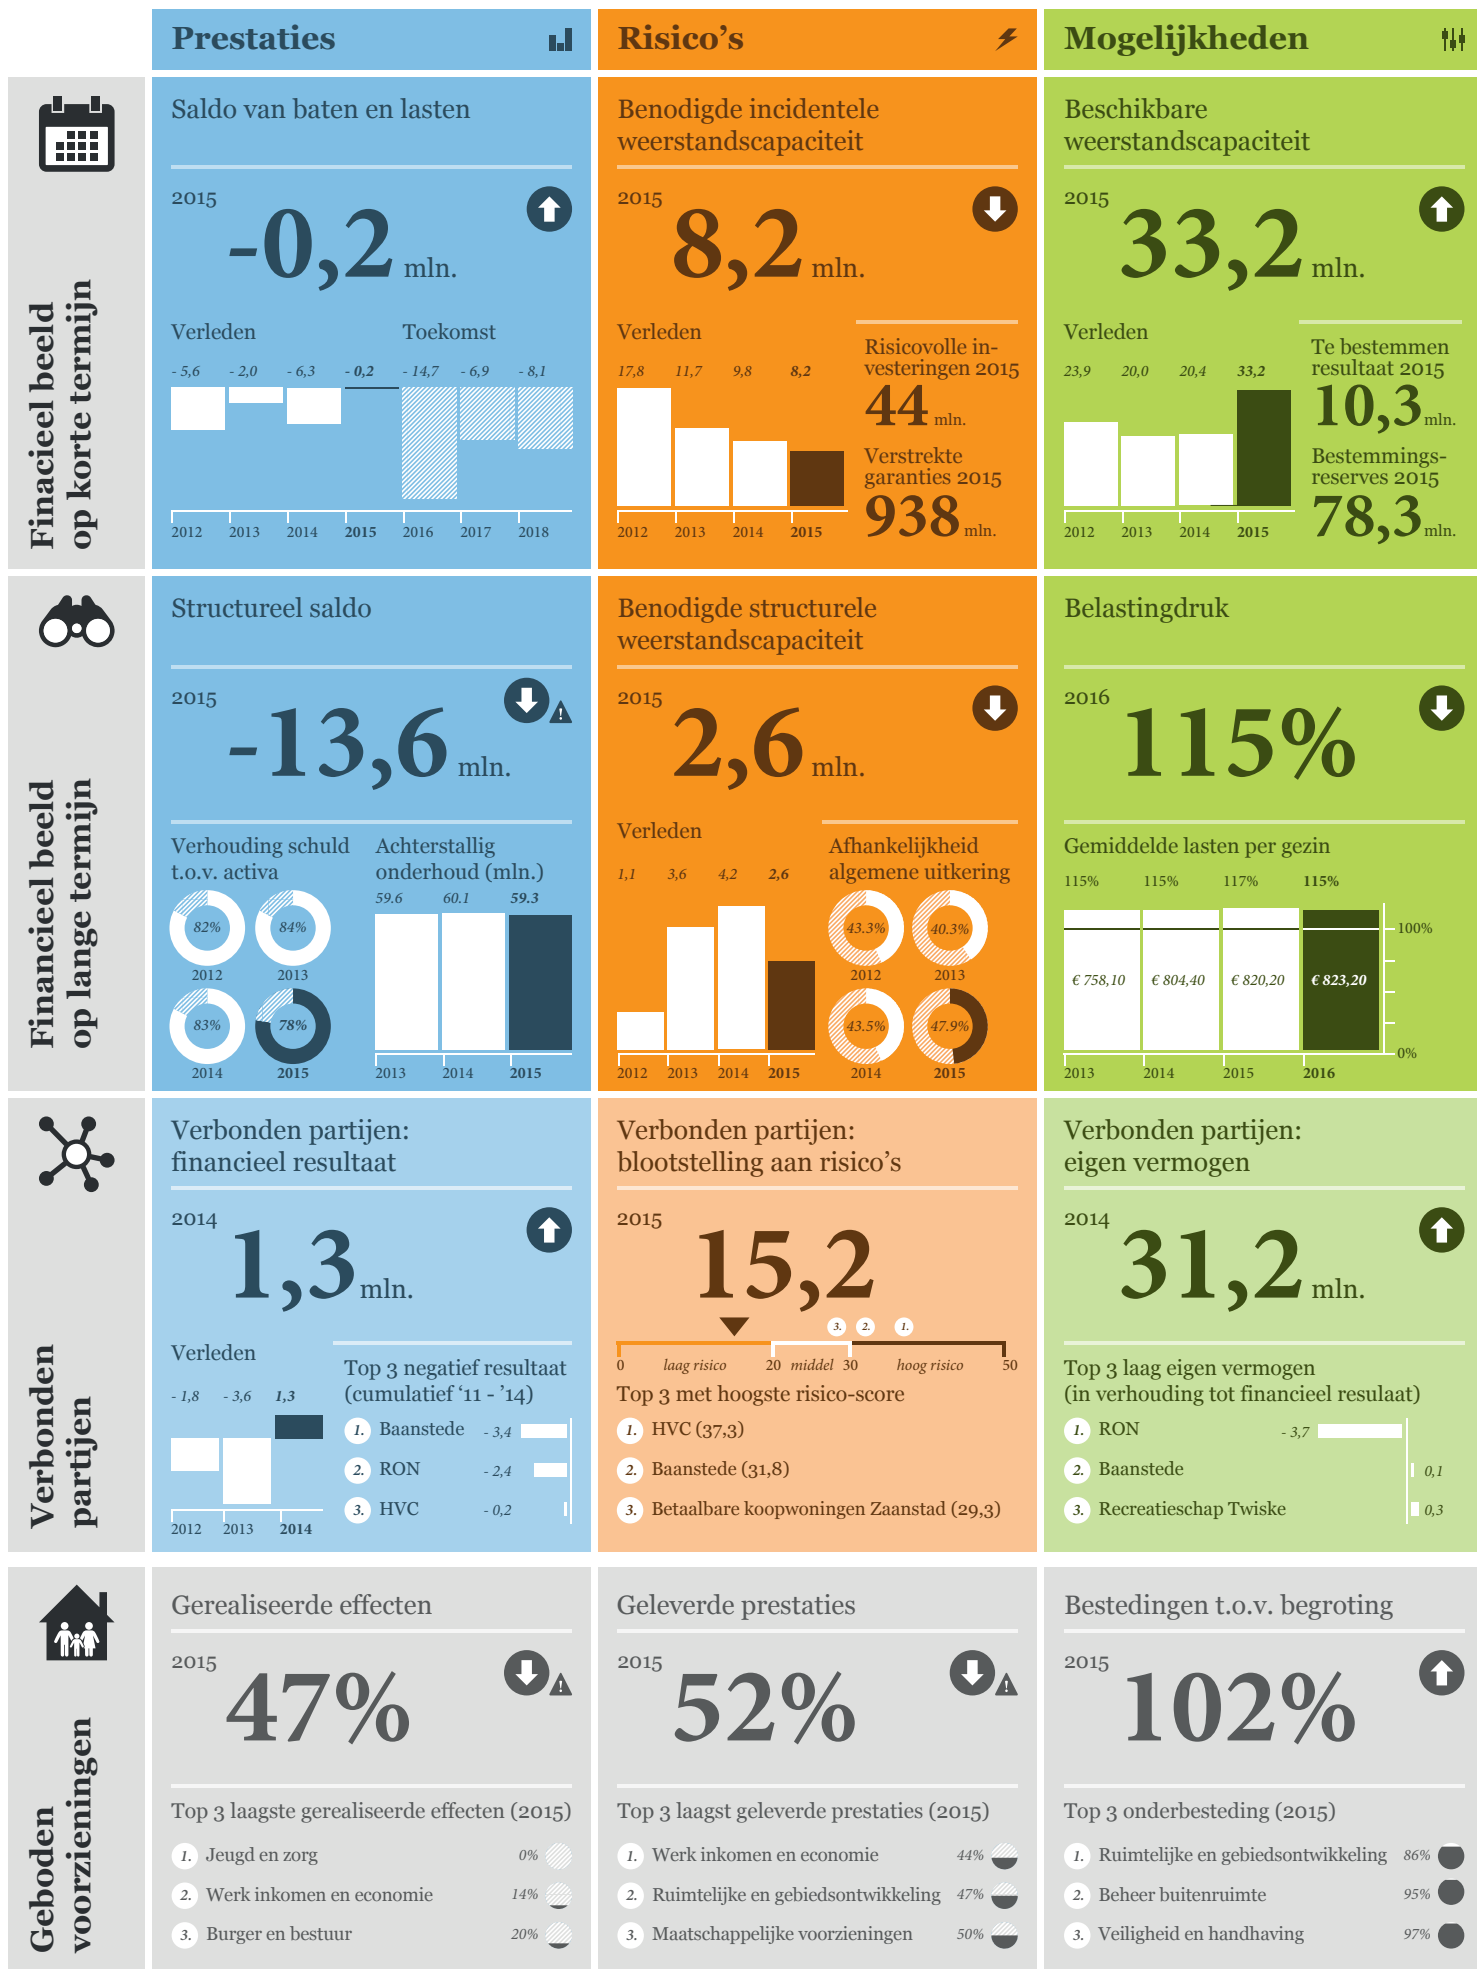 Prestaties
Risico's
Mogelijkheden
Finacieel beeld
op korte termijn
Saldo van baten en lasten
2015
-0,2 mln.
Verleden
Toekomst
- 5,6 - 2,0 - 6,3 - 0,2 - 14,7 - 6,9 - 8,1
2012 2013 2014 2015 2016 2017 2018
Benodigde incidentele
weerstandscapaciteit
2015
8,2 mln.
Verleden
17,8 11,7 9,8 8,2
2012 2013 2014 2015
Risicovolle in-
vesteringen 2015
44 mln.
Verstrekte
garanties 2015
938 mln.
Beschikbare
weerstandscapaciteit
2015
33,2 mln.
Verleden
23,9 20,0 20,4 33,2
2012 2013 2014 2015
Te bestemmen
resultaat 2015
10,3 mln.
Bestemmings-
reserves 2015
78,3 mln.
Financieel beeld
op lange termijn
Structureel saldo
2015
-13,6 mln.
!
Verhouding schuld
t.o.v. activa
82% 84%
2012 2013
83% 78%
2014 2015
Achterstallig
onderhoud (mln.)
59.6 60.1 59.3
2013 2014 2015
Benodigde structurele
weerstandscapaciteit
2015
2,6 mln.
Verleden
1,1 3,6 4,2 2,6
2012 2013 2014 2015
Afhankelijkheid
algemene uitkering
43.3% 40.3%
2012 2013
43.5% 47.9%
2014 2015
Belastingdruk
2016
115%
Gemiddelde lasten per gezin
115% 115% 117% 115%
100%
€ 758,10 € 804,40 € 820,20 € 823,20
0%
2013 2014 2015 2016
Verbonden
partijen
Verbonden partijen:
financieel resultaat
2014
1,3 mln.
Verleden
- 1,8 - 3,6 1,3
2012 2013 2014
Top 3 negatief resultaat
(cumulatief ‘11 - ’14)
1. Baanstede - 3,4
2. RON - 2,4
3. HVC - 0,2
Verbonden partijen:
blootstelling aan risico’s
2015
15,2
3. 2. 1.
0 laag risico 20 middel 30 hoog risico 50
Top 3 met hoogste risico-score
1. HVC (37,3)
2. Baanstede (31,8)
3. Betaalbare koopwoningen Zaanstad (29,3)
Verbonden partijen:
eigen vermogen
2014
31,2 mln.
Top 3 laag eigen vermogen
(in verhouding tot financieel resulaat)
1. RON - 3,7
2. Baanstede 0,1
3. Recreatieschap Twiske 0,3
Geboden
voorzieningen
Gerealiseerde effecten
2015
47%
!
Top 3 laagste gerealiseerde effecten (2015)
1. Jeugd en zorg 0%
2. Werk inkomen en economie 14%
3. Burger en bestuur 20%
Geleverde prestaties
2015
52%
!
Top 3 laagst geleverde prestaties (2015)
1. Werk inkomen en economie 44%
2. Ruimtelijke en gebiedsontwikkeling 47%
3. Maatschappelijke voorzieningen 50%
Bestedingen t.o.v. begroting
2015
102%
Top 3 onderbesteding (2015)
1. Ruimtelijke en gebiedsontwikkeling 86%
2. Beheer buitenruimte 95%
3. Veiligheid en handhaving 97%